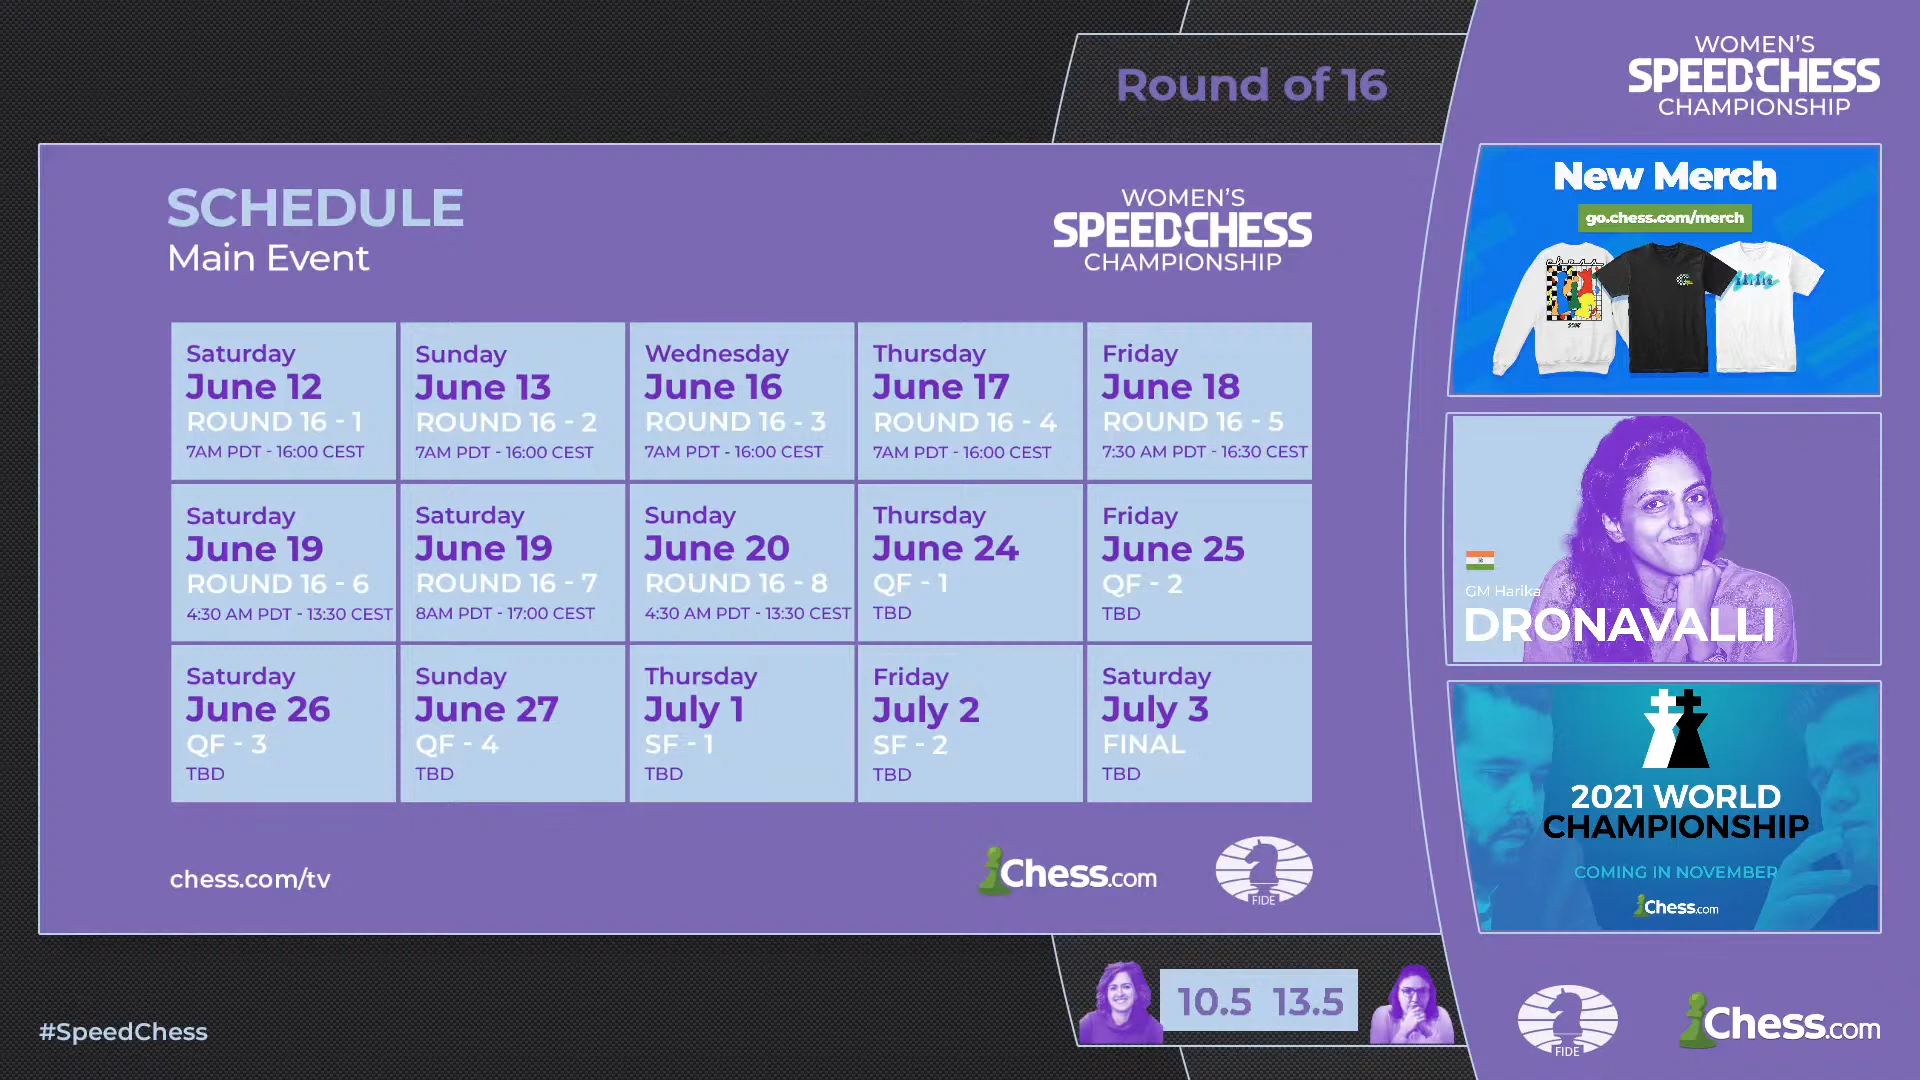 Round of 16
WOMEN'S
SPEEDCHESS
CHAMPIONSHIP
SCHEDULE
Main Event
WOMEN'S
SPEEDCHESS
CHAMPIONSHIP
Saturday
June 12
ROUND 16 - 1
7AM PDT - 16:00 CEST
Sunday
June 13
ROUND 16 - 2
7AM PDT - 16:00 CEST
Wednesday
June 16
ROUND 16 - 3
7AM PDT - 16:00 CEST
Thursday
June 17
ROUND 16 - 4
7AM PDT - 16:00 CEST
Friday
June 18
ROUND 16 - 5
7:30 AM PDT - 16:30 CEST
Saturday
June 19
ROUND 16 - 6
4:30 AM PDT - 13:30 CEST
Saturday
June 19
ROUND 16 - 7
8AM PDT - 17:00 CEST
Sunday
June 20
ROUND 16 - 8
4:30 AM PDT - 13:30 CEST
Thursday
June 24
QF - 1
TBD
Friday
June 25
QF - 2
TBD
Saturday
June 26
QF - 3
TBD
Sunday
June 27
QF - 4
TBD
Thursday
July 1
SF - 1
TBD
Friday
July 2
SF - 2
TBD
Saturday
July 3
FINAL
TBD
chess.com/tv
Chess.com
FIDE
New Merch
go.chess.com/merch
chess
GM Harika
DRONAVALLI
2021 WORLD
CHAMPIONSHIP
COMING IN NOVEMBER
Chess.com
#SpeedChess
10.5 13.5
FIDE
Chess.com